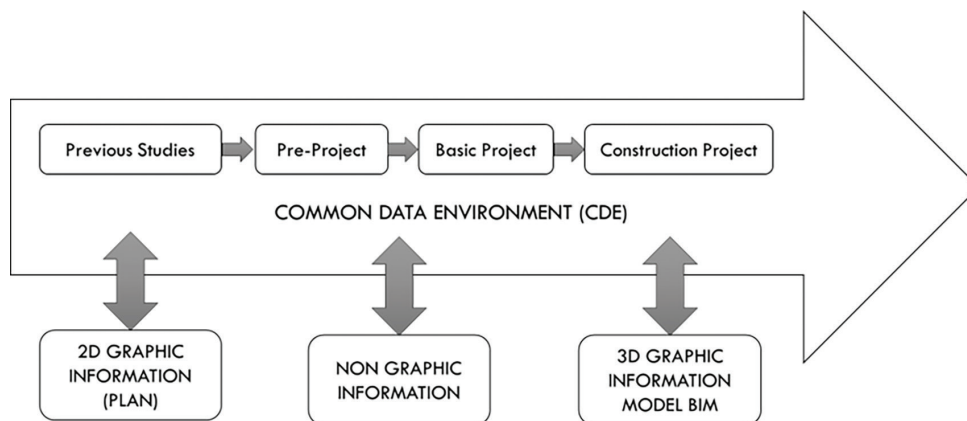 Previous Studies
Pre-Project
Basic Project
Construction Project
COMMON DATA ENVIRONMENT (CDE)
2D GRAPHIC
INFORMATION
(PLAN)
NON GRAPHIC
INFORMATION
3D GRAPHIC
INFORMATION
MODEL BIM